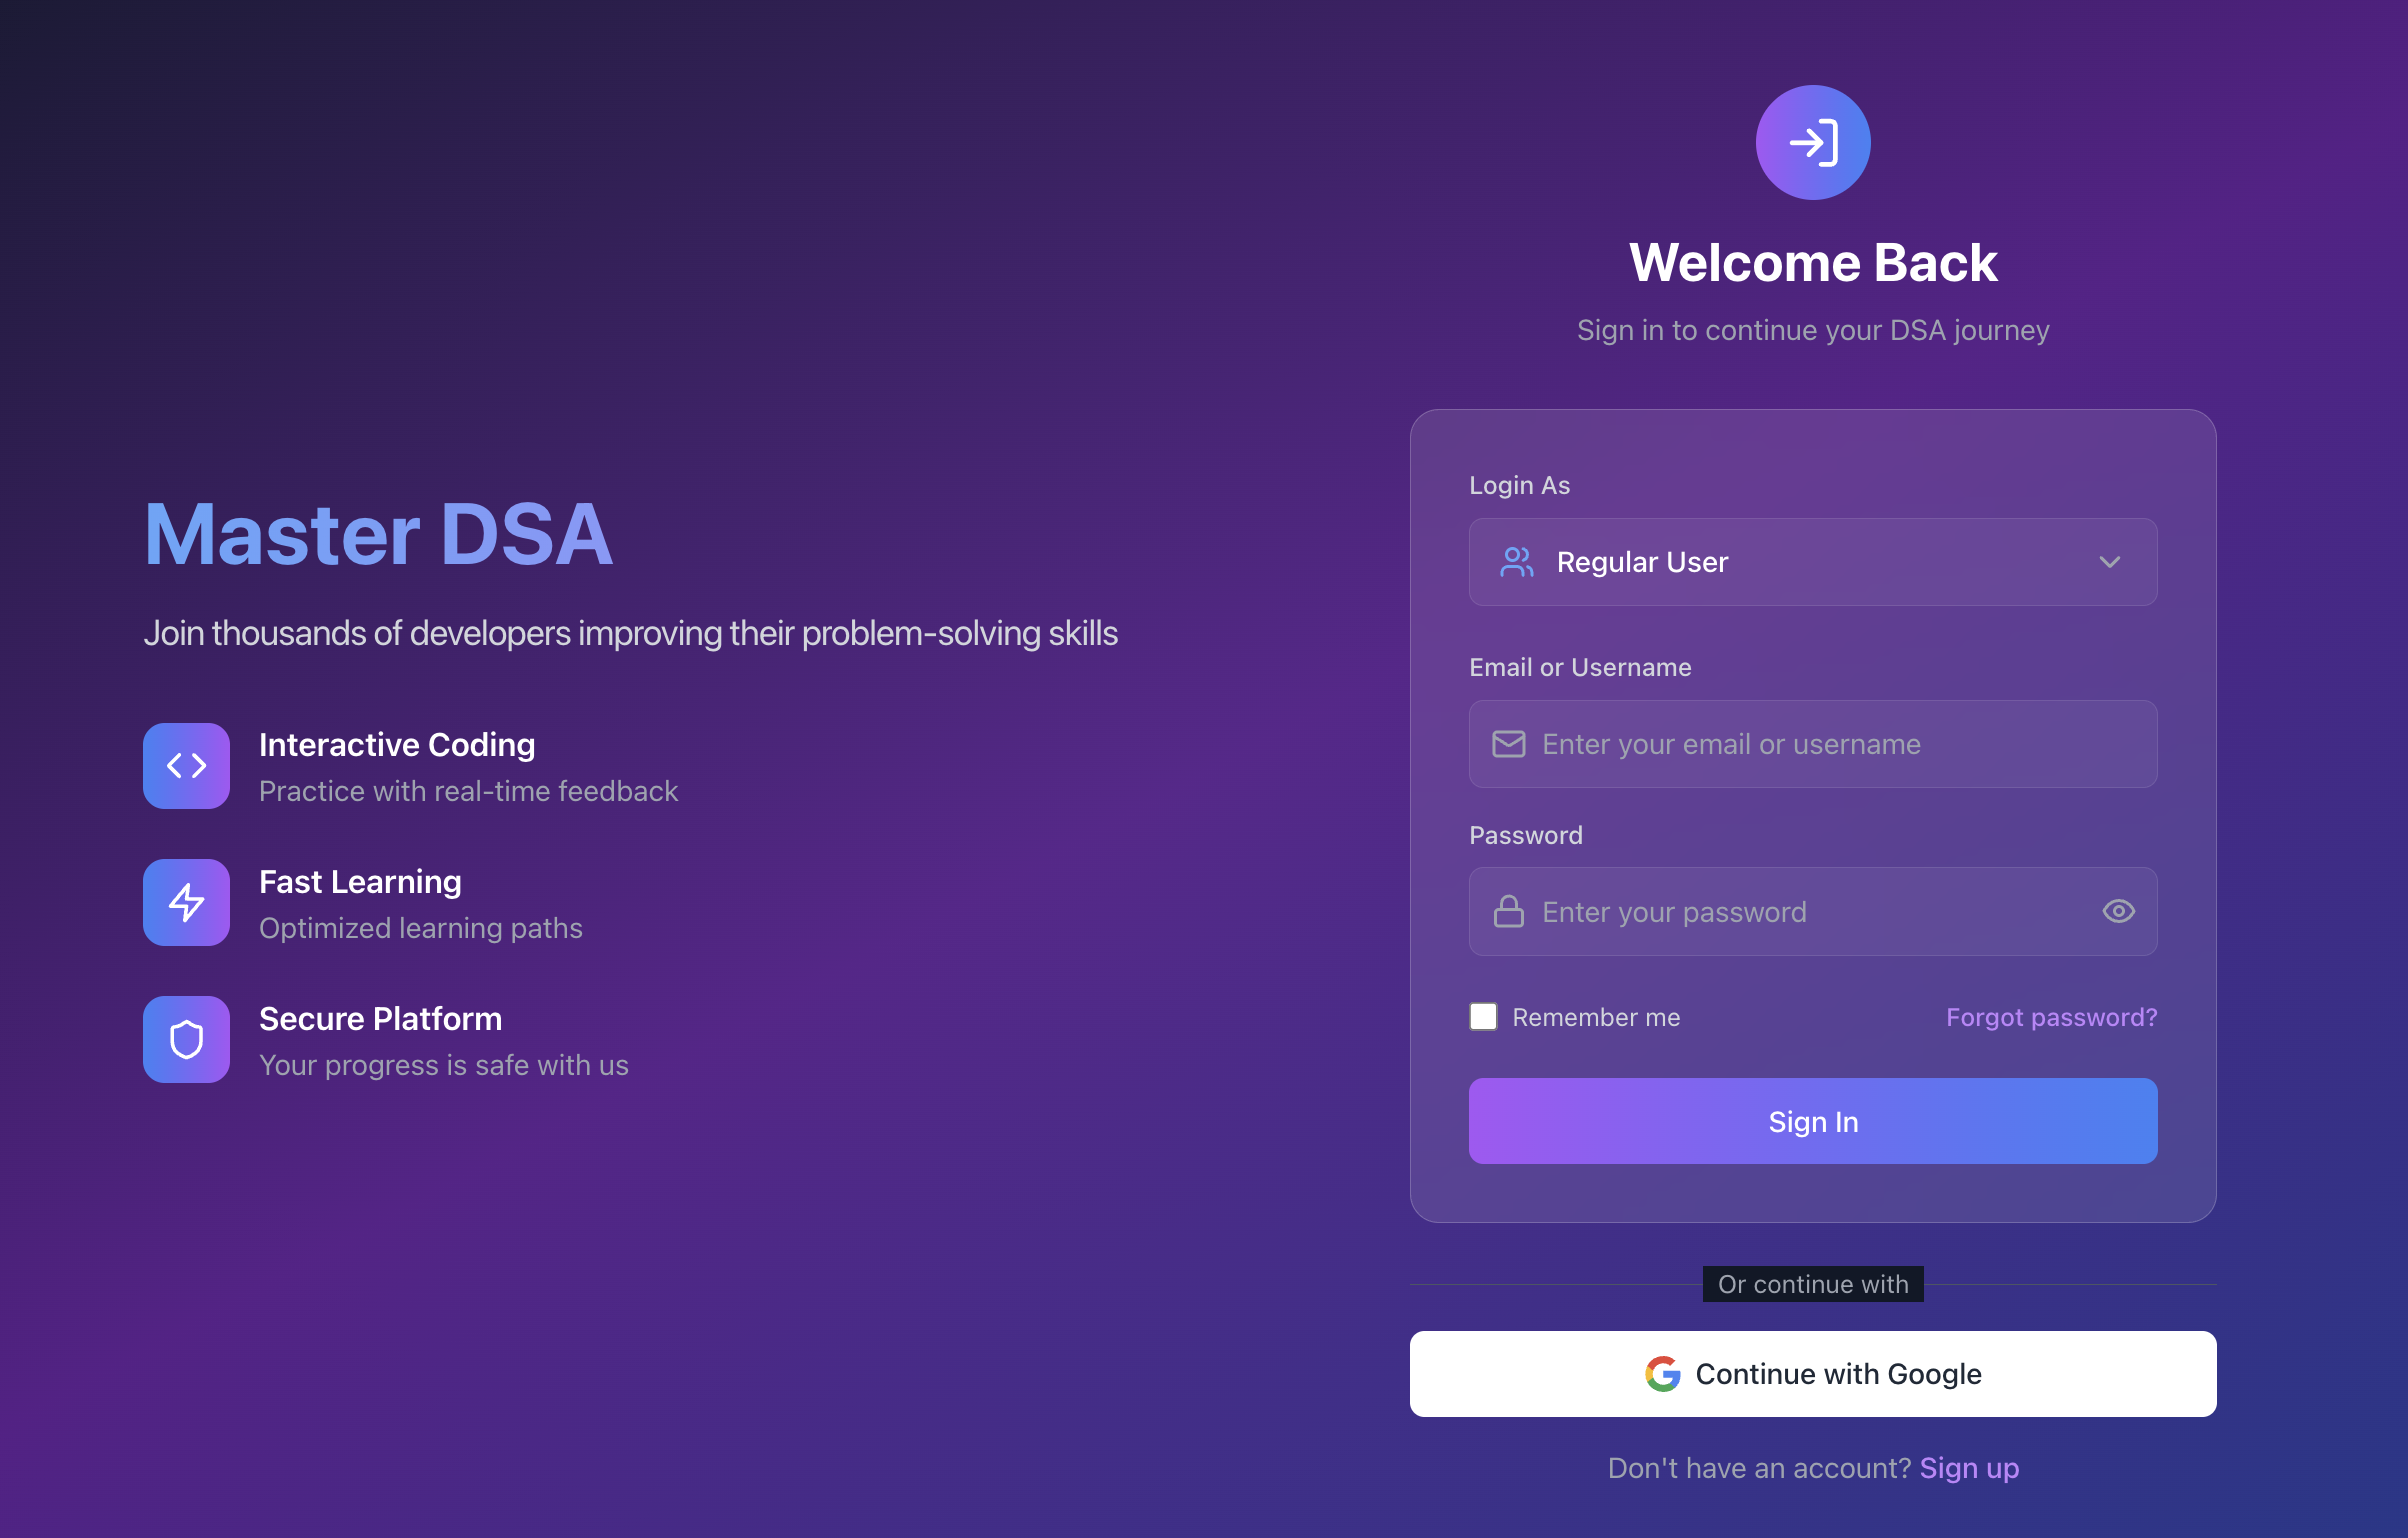 Master DSA
Join thousands of developers improving their problem-solving skills
Interactive Coding
Practice with real-time feedback
Fast Learning
Optimized learning paths
Secure Platform
Your progress is safe with us
Welcome Back
Sign in to continue your DSA journey
Login As
Regular User
Email or Username
Enter your email or username
Password
Enter your password
Remember me
Forgot password?
Sign In
Or continue with
Continue with Google
Don't have an account? Sign up